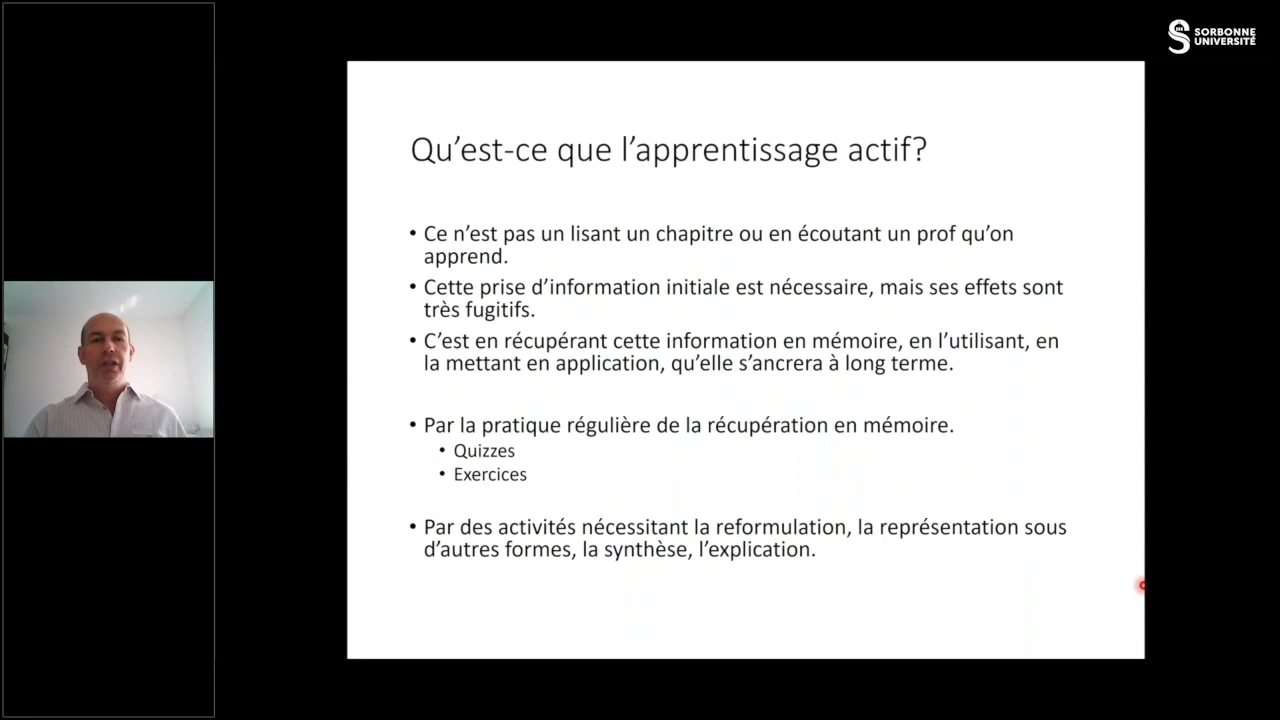 SORBONNE
UNIVERSITÉ
Qu’est-ce que l’apprentissage actif?
• Ce n’est pas un lisant un chapitre ou en écoutant un prof qu’on
apprend.
• Cette prise d’information initiale est nécessaire, mais ses effets sont
très fugitifs.
• C’est en récupérant cette information en mémoire, en l’utilisant, en
la mettant en application, qu’elle s’ancrera à long terme.
• Par la pratique régulière de la récupération en mémoire.
• Quizzes
• Exercices
• Par des activités nécessitant la reformulation, la représentation sous
d’autres formes, la synthèse, l’explication.